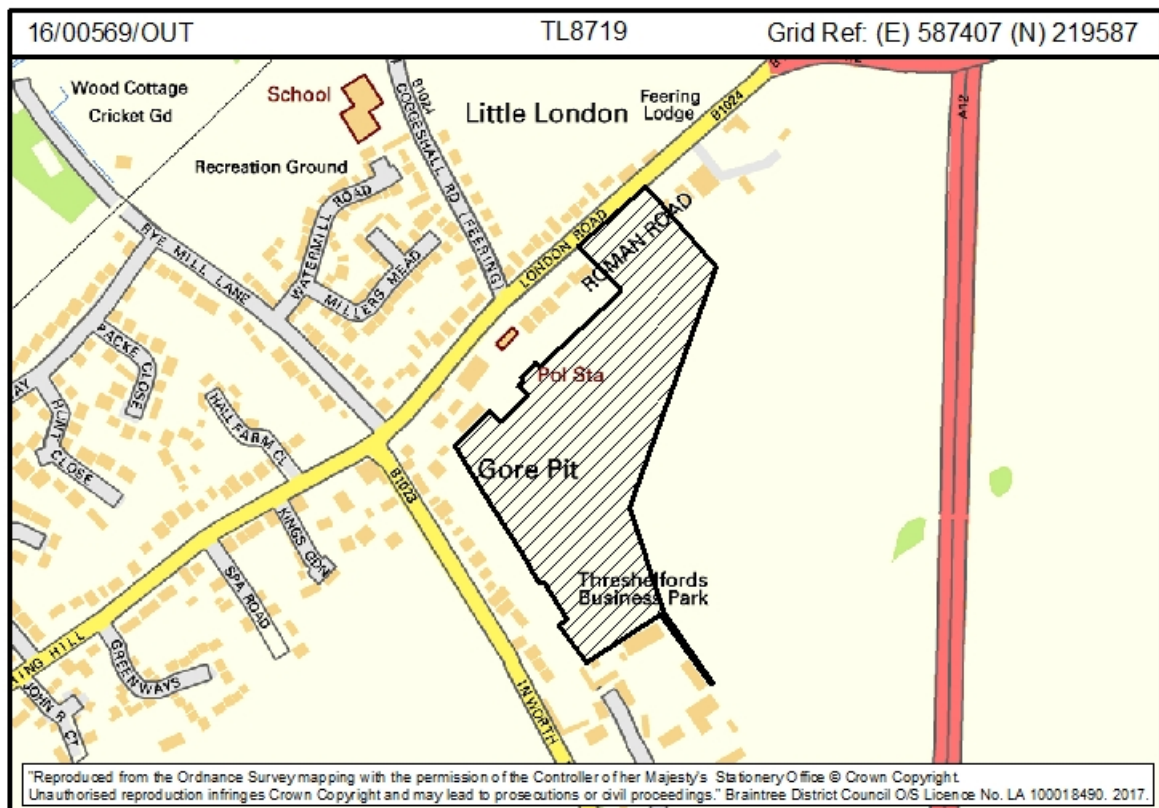 16/00569/OUT
TL8719
Grid Ref: (E) 587407 (N) 219587
Wood Cottage
Cricket Gd
School
COGGESHALL RD (FEERING)
B1024
Little London
Feering
Lodge
B1024
A12
Recreation Ground
WATERMILL ROAD
MILLERS MEAD
RYE MILL LANE
LONDON ROAD
ROMAN ROAD
PACKE CLOSE
HUNT CLOSE
Pol Sta
HALL FARM CL
Gore Pit
B1023
KINGS GDN
SPA ROAD
Threshelfords
Business Park
GREENWAYS
JOHN R CT
INWORTH
"Reproduced from the Ordnance Survey mapping with the permission of the Controller of her Majesty's Stationery Office © Crown Copyright.
Unauthorised reproduction infringes Crown Copyright and may lead to prosecutions or civil proceedings." Braintree District Council O/S Licence No. LA 100018490. 2017.